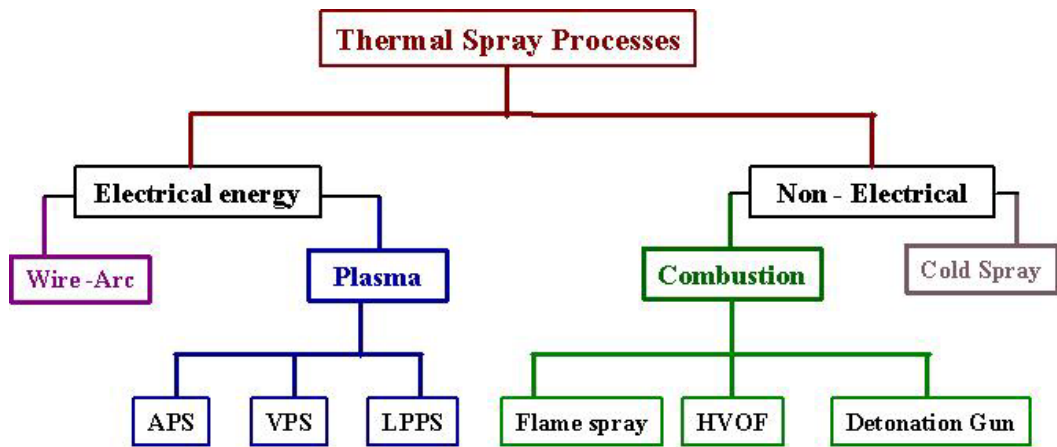 Thermal Spray Processes
Electrical energy
Non - Electrical
Wire -Arc
Plasma
Combustion
Cold Spray
APS
VPS
LPPS
Flame spray
HVOF
Detonation Gun